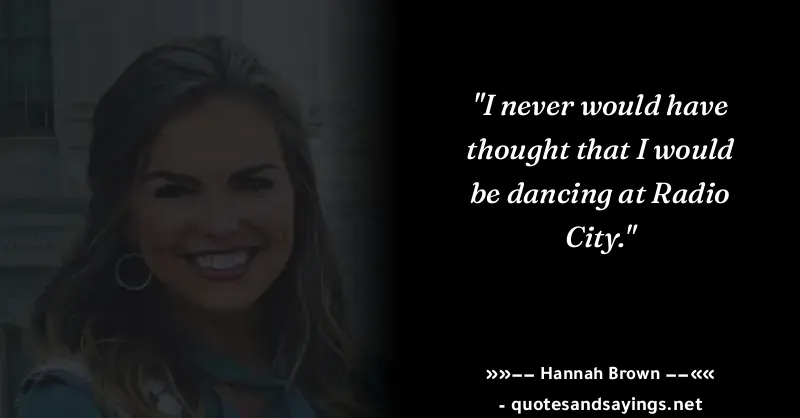 "I never would have
thought that I would
be dancing at Radio
City."
»»−− Hannah Brown −−««
- quotesandsayings.net